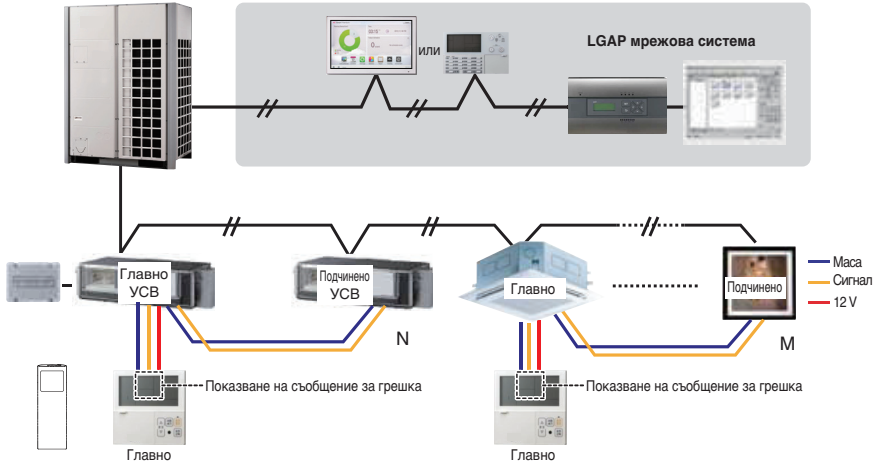 или
LGAP мрежова система
Главно
УСВ
Подчинено
УСВ
Главно
Подчинено
Маса
Сигнал
12 V
N
M
Показване на съобщение за грешка
Показване на съобщение за грешка
Главно
Главно